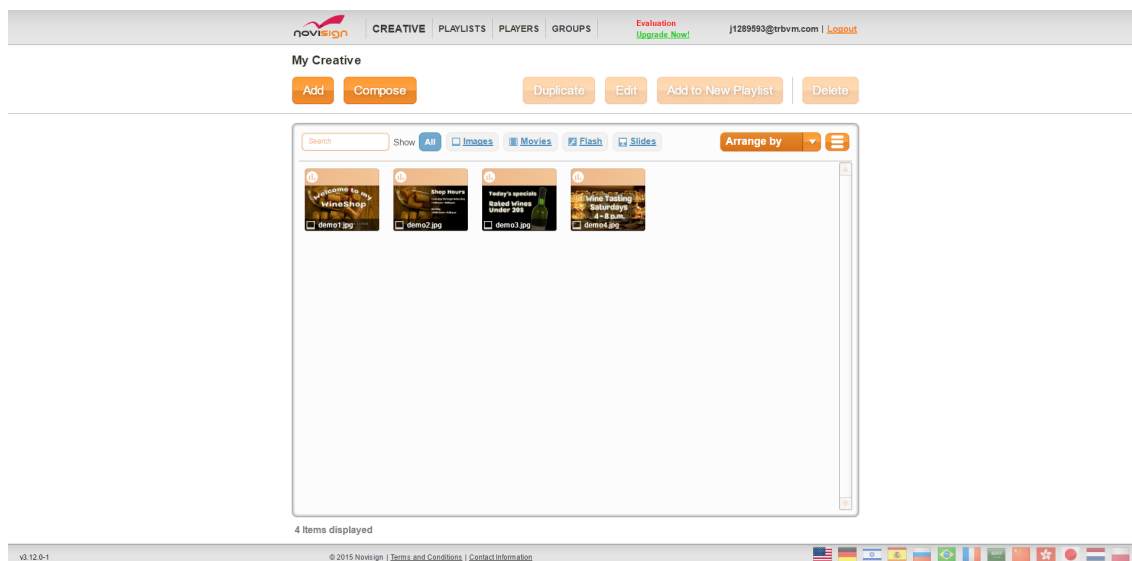 novisign CREATIVE PLAYLISTS PLAYERS GROUPS Evaluation j1289593@trbvm.com | Logout
Upgrade Now!
My Creative
Add Compose Duplicate Edit Add to New Playlist Delete
Search Show All Images Movies Flash Slides Arrange by
Welcome to my
WineShop
demo1.jpg
Shop Hours
demo2.jpg
Today's specials
Rated Wines
Under 20$
demo3.jpg
Wine Tasting
Saturdays
4-8 p.m.
demo4.jpg
4 Items displayed
v3.12.0-1 © 2015 Novisign | Terms and Conditions | Contact Information